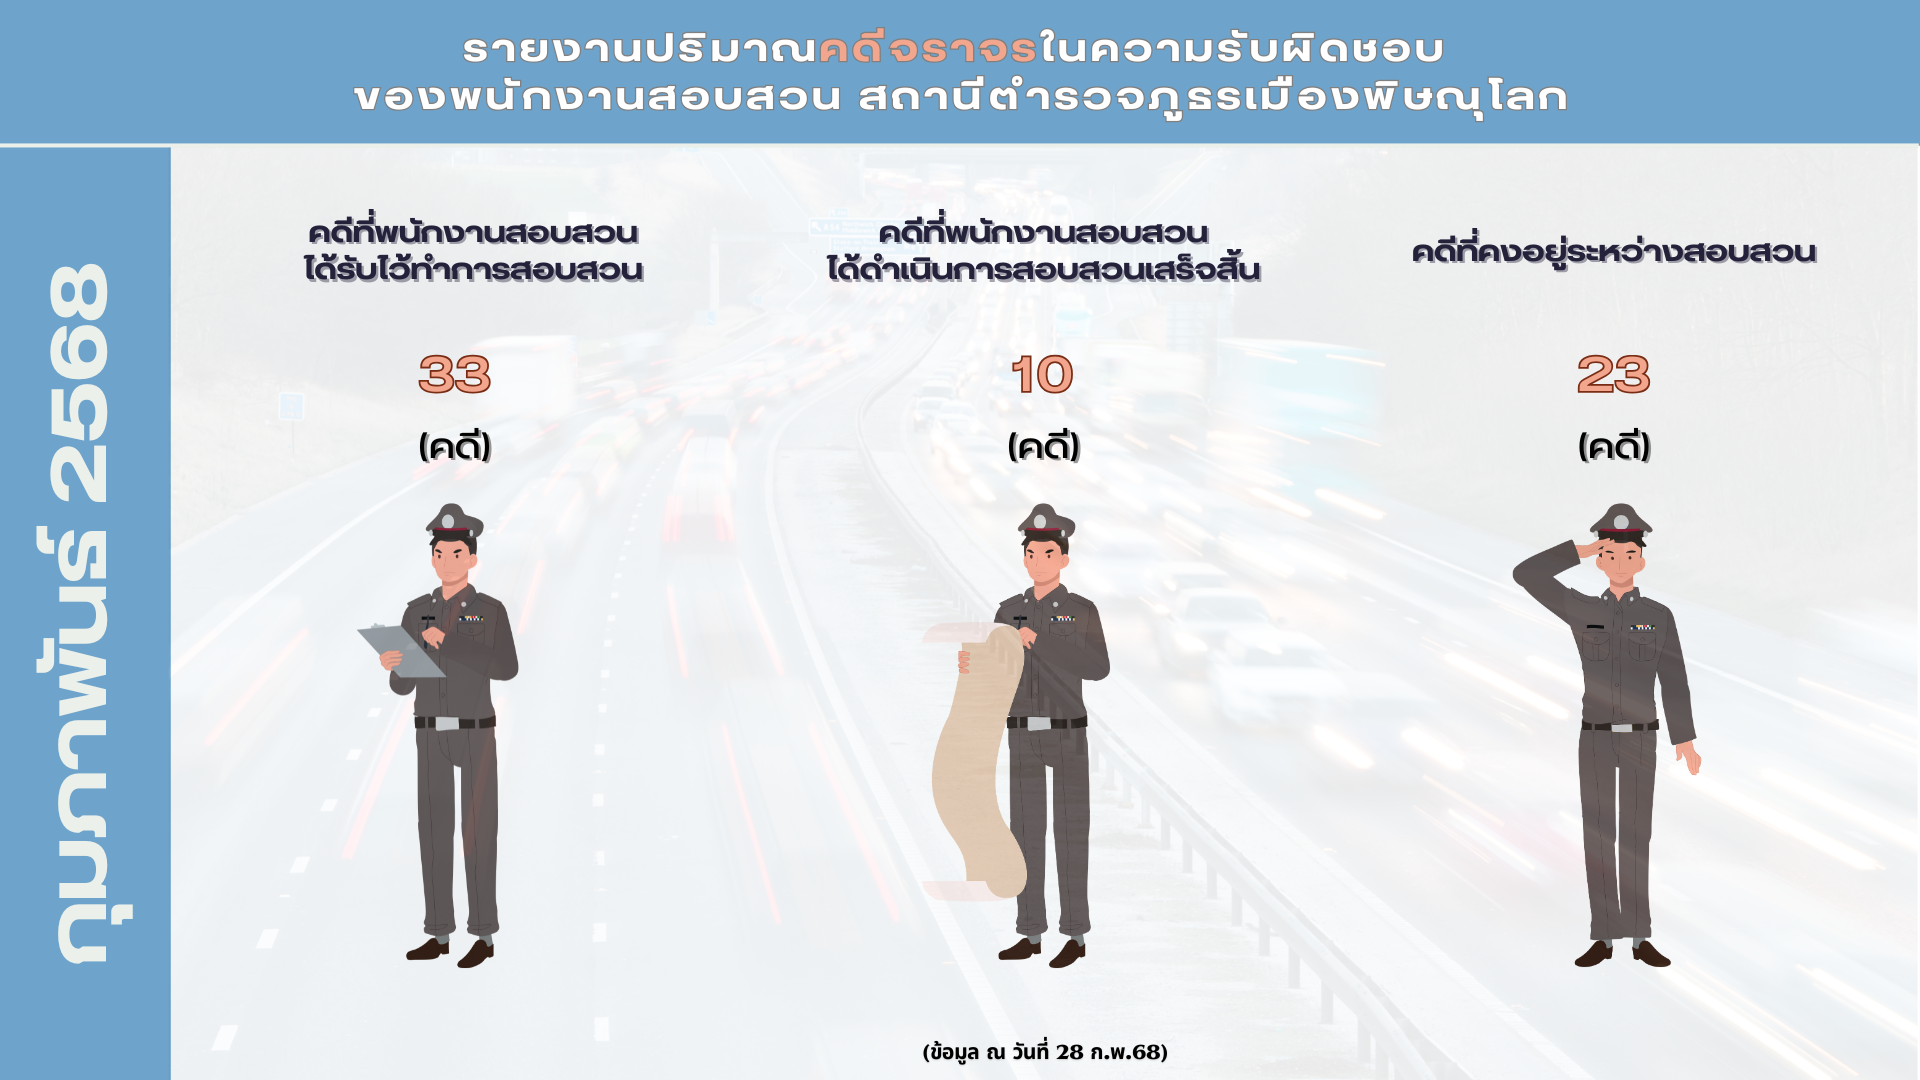 รายงานปริมาณคดีจราจรในความรับผิดชอบ
ของพนักงานสอบสวน สถานีตำรวจภูธรเมืองพิษณุโลก
กุมภาพันธ์ 2568
คดีที่พนักงานสอบสวน
ได้รับไว้ทำการสอบสวน
33
(คดี)
คดีที่พนักงานสอบสวน
ได้ดำเนินการสอบสวนเสร็จสิ้น
10
(คดี)
คดีที่คงอยู่ระหว่างสอบสวน
23
(คดี)
(ข้อมูล ณ วันที่ 28 ก.พ.68)